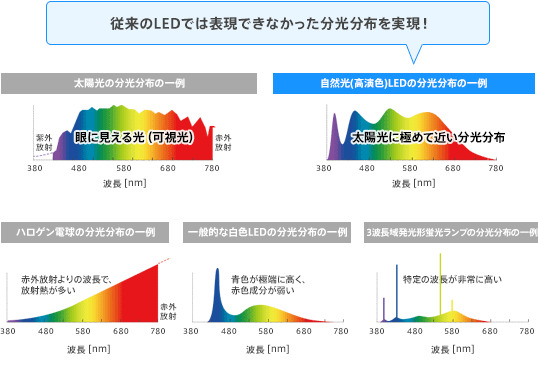 従来のLEDでは表現できなかった分光分布を実現！
太陽光の分光分布の一例
紫外
放射
眼に見える光（可視光）
赤外
放射
380 480 580 680 780
波長 [nm]
自然光(高演色)LEDの分光分布の一例
太陽光に極めて近い分光分布
380 480 580 680 780
波長 [nm]
ハロゲン電球の分光分布の一例
赤外放射よりの波長で、
放射熱が多い
赤外
放射
380 480 580 680 780
波長 [nm]
一般的な白色LEDの分光分布の一例
青色が極端に高く、
赤色成分が弱い
380 480 580 680 780
波長 [nm]
3波長域発光形蛍光ランプの分光分布の一例
特定の波長が非常に高い
380 480 580 680 780
波長 [nm]